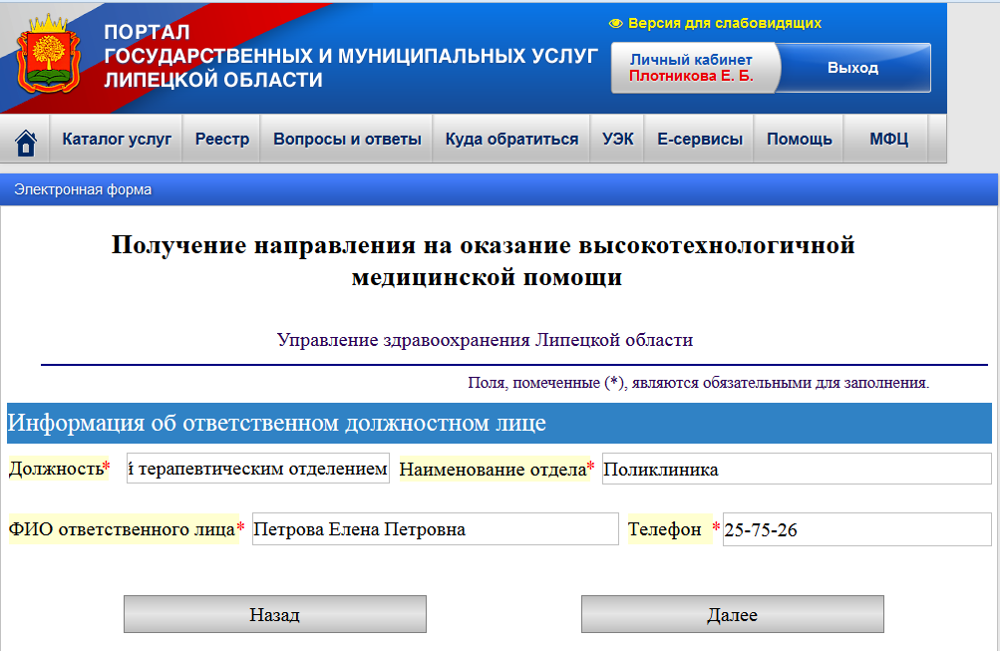 ПОРТАЛ
ГОСУДАРСТВЕННЫХ И МУНИЦИПАЛЬНЫХ УСЛУГ
ЛИПЕЦКОЙ ОБЛАСТИ
Версия для слабовидящих
Личный кабинет
Плотникова Е. Б.
Выход
Каталог услуг Реестр Вопросы и ответы Куда обратиться УЭК Е-сервисы Помощь МФЦ
Электронная форма
Получение направления на оказание высокотехнологичной
медицинской помощи
Управление здравоохранения Липецкой области
Поля, помеченные (*), являются обязательными для заполнения.
Информация об ответственном должностном лице
Должность* й терапевтическим отделением Наименование отдела* Поликлиника
ФИО ответственного лица* Петрова Елена Петровна Телефон * 25-75-26
Назад Далее